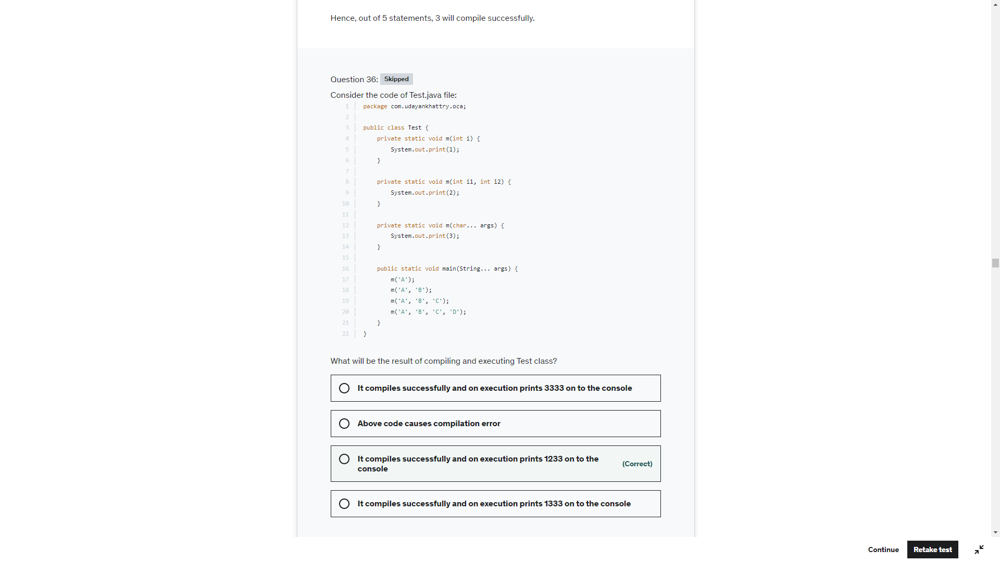 Hence, out of 5 statements, 3 will compile successfully.
Question 36: Skipped
Consider the code of Test.java file:
1 package com.udayankhattry.oca;
2
3 public class Test {
4 private static void m(int i) {
5 System.out.print(1);
6 }
7
8 private static void m(int i1, int i2) {
9 System.out.print(2);
10 }
11
12 private static void m(char... args) {
13 System.out.print(3);
14 }
15
16 public static void main(String... args) {
17 m('A');
18 m('A', 'B');
19 m('A', 'B', 'C');
20 m('A', 'B', 'C', 'D');
21 }
22 }
What will be the result of compiling and executing Test class?
It compiles successfully and on execution prints 3333 on to the console
Above code causes compilation error
It compiles successfully and on execution prints 1233 on to the
console
(Correct)
It compiles successfully and on execution prints 1333 on to the console
Continue
Retake test